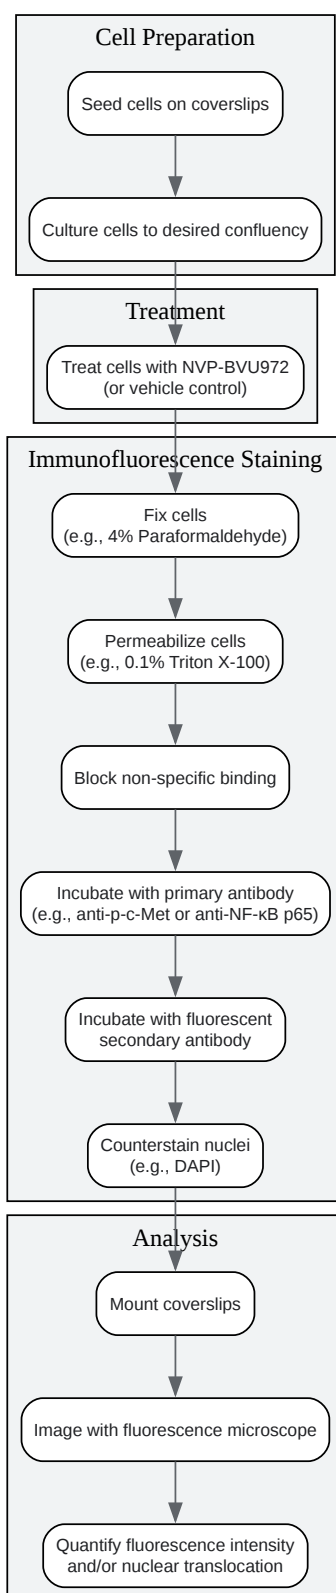 Cell Preparation
Seed cells on coverslips
Culture cells to desired confluency
Treatment
Treat cells with NVP-BVU972
(or vehicle control)
Immunofluorescence Staining
Fix cells
(e.g., 4% Paraformaldehyde)
Permeabilize cells
(e.g., 0.1% Triton X-100)
Block non-specific binding
Incubate with primary antibody
(e.g., anti-p-c-Met or anti-NF-κB p65)
Incubate with fluorescent
secondary antibody
Counterstain nuclei
(e.g., DAPI)
Analysis
Mount coverslips
Image with fluorescence microscope
Quantify fluorescence intensity
and/or nuclear translocation